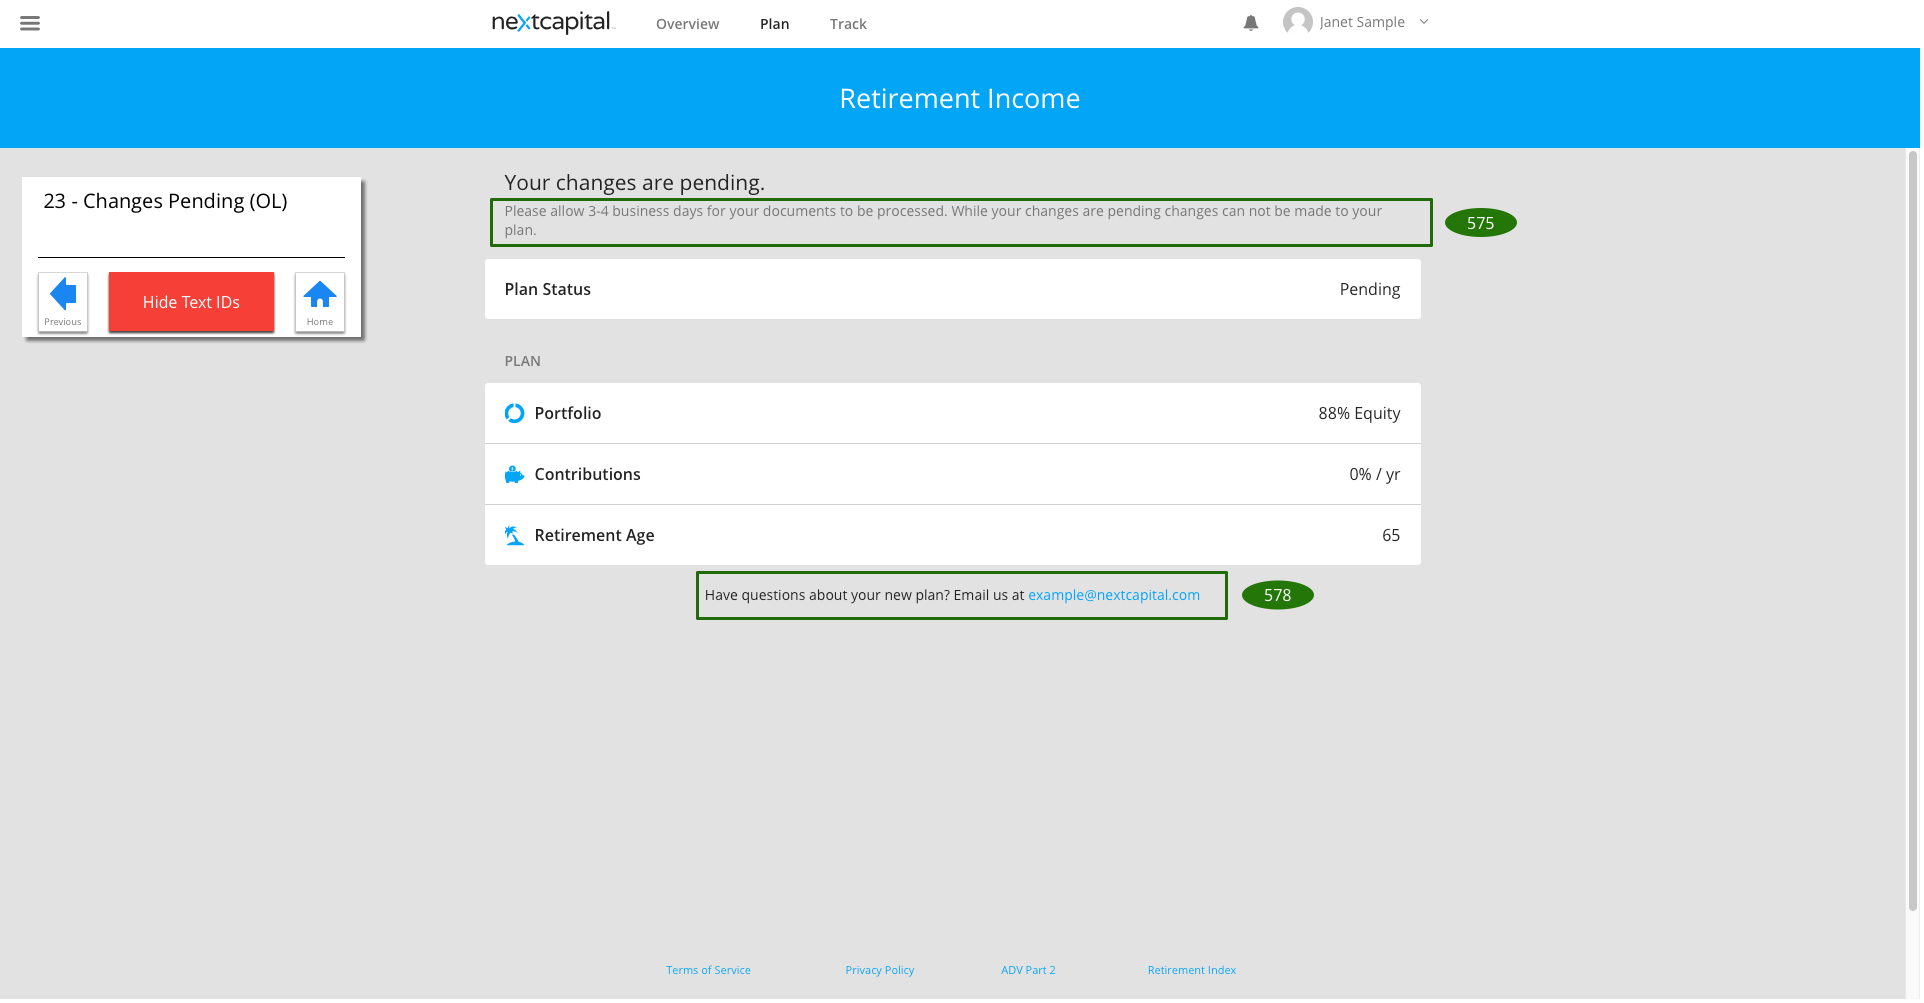 nextcapital
Overview
Plan
Track
Janet Sample
Retirement Income
23 - Changes Pending (OL)
Previous
Hide Text IDs
Home
Your changes are pending.
Please allow 3-4 business days for your documents to be processed. While your changes are pending changes can not be made to your
plan.
575
Plan Status
Pending
PLAN
Portfolio
88% Equity
Contributions
0% / yr
Retirement Age
65
Have questions about your new plan? Email us at example@nextcapital.com
578
Terms of Service
Privacy Policy
ADV Part 2
Retirement Index